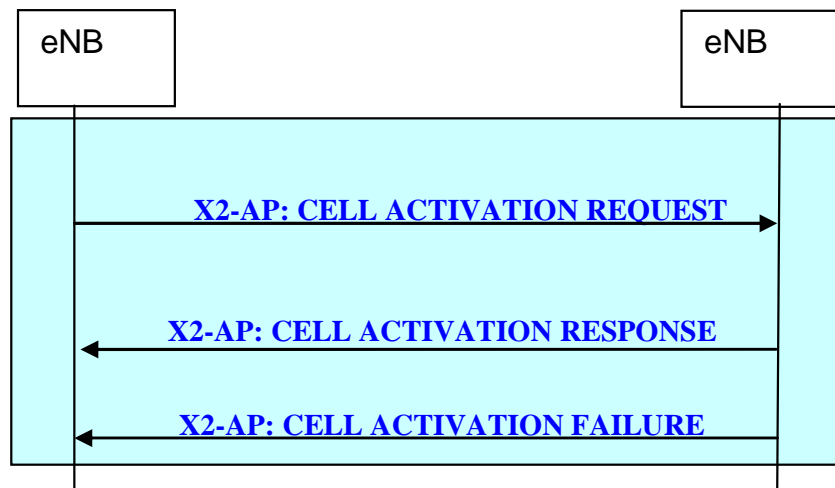 eNB
eNB
X2-AP: CELL ACTIVATION REQUEST
X2-AP: CELL ACTIVATION RESPONSE
X2-AP: CELL ACTIVATION FAILURE